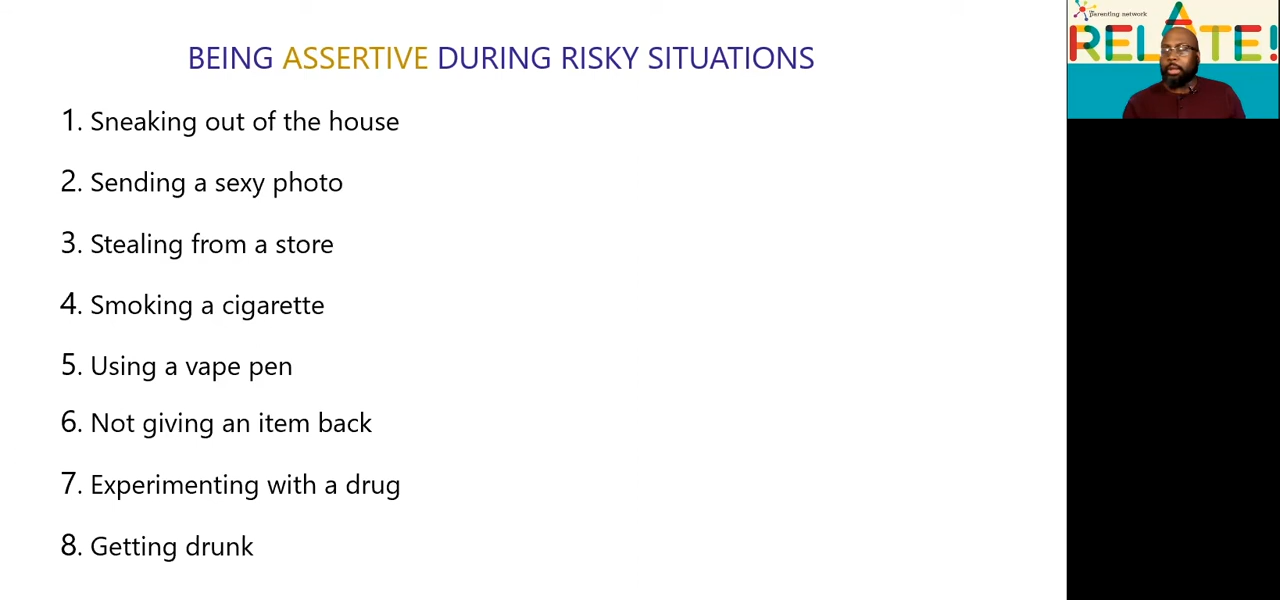 BEING ASSERTIVE DURING RISKY SITUATIONS
1. Sneaking out of the house
2. Sending a sexy photo
3. Stealing from a store
4. Smoking a cigarette
5. Using a vape pen
6. Not giving an item back
7. Experimenting with a drug
8. Getting drunk
parenting network
RELATE!